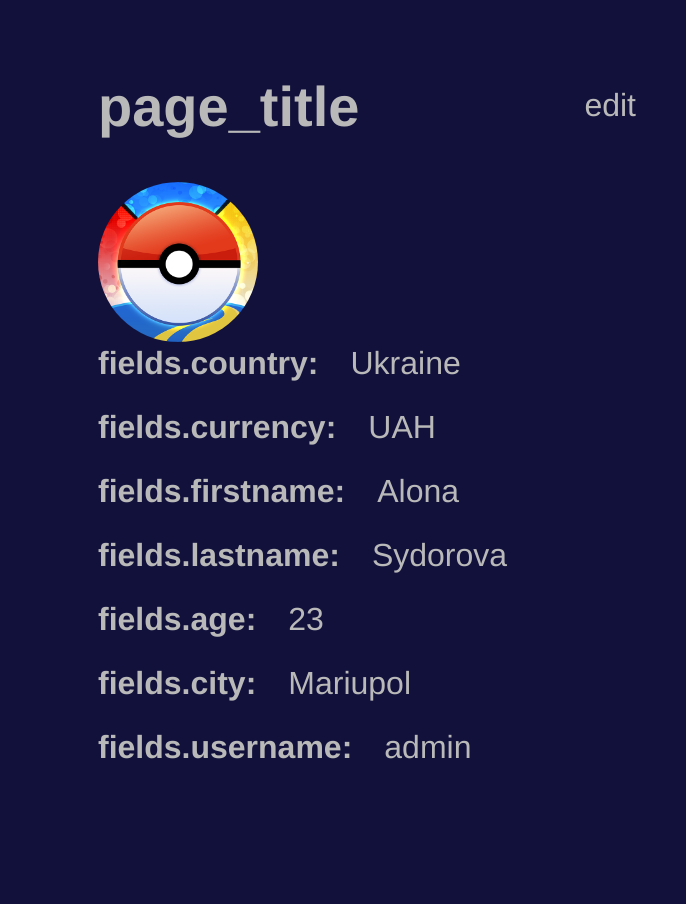 page_title edit
fields.country: Ukraine
fields.currency: UAH
fields.firstname: Alona
fields.lastname: Sydorova
fields.age: 23
fields.city: Mariupol
fields.username: admin